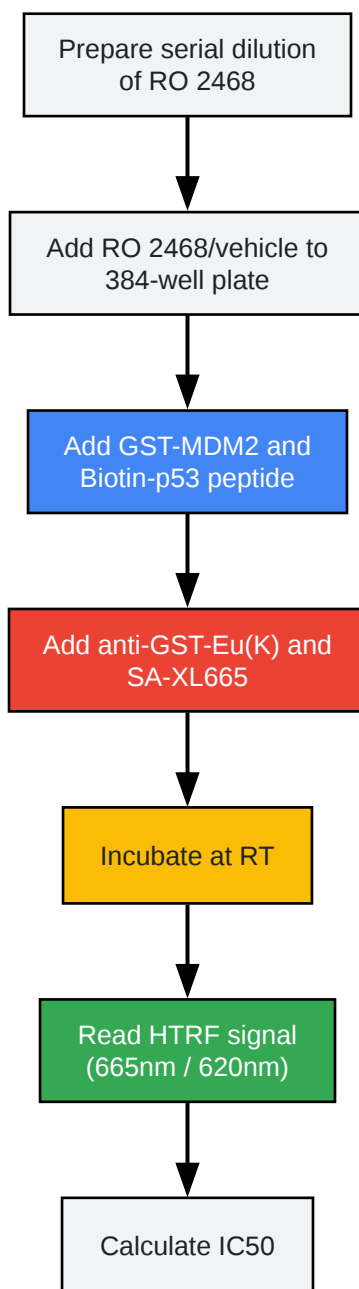 Prepare serial dilution
of RO 2468
Add RO 2468/vehicle to
384-well plate
Add GST-MDM2 and
Biotin-p53 peptide
Add anti-GST-Eu(K) and
SA-XL665
Incubate at RT
Read HTRF signal
(665nm / 620nm)
Calculate IC50